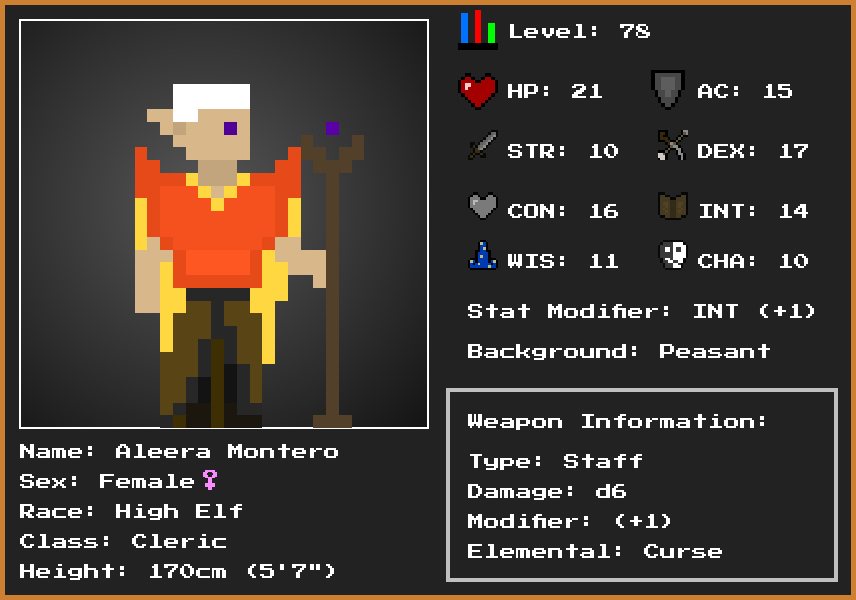 Level: 78
HP: 21 AC: 15
STR: 10 DEX: 17
CON: 16 INT: 14
WIS: 11 CHA: 10
Stat Modifier: INT (+1)
Background: Peasant
Weapon Information:
Type: Staff
Damage: d6
Modifier: (+1)
Elemental: Curse
Name: Aleera Montero
Sex: Female♀
Race: High Elf
Class: Cleric
Height: 170cm (5'7")